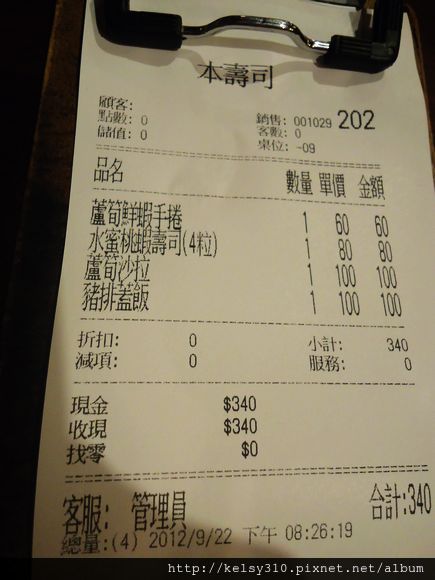 本壽司
顧客:
點數: 0 銷售: 001029 202
儲值: 0 客數: 0
桌位: -09
品名 數量 單價 金額
蘆筍鮮蝦手捲 1 60 60
水蜜桃蝦壽司(4粒) 1 80 80
蘆筍沙拉 1 100 100
豬排蓋飯 1 100 100
折扣: 0 小計: 340
減項: 0 服務: 0
現金 $340
收現 $340
找零 $0
客服: 管理員 合計:340
總量:(4) 2012/9/22 下午 08:26:19
http://kelsy310.pixnet.net/album